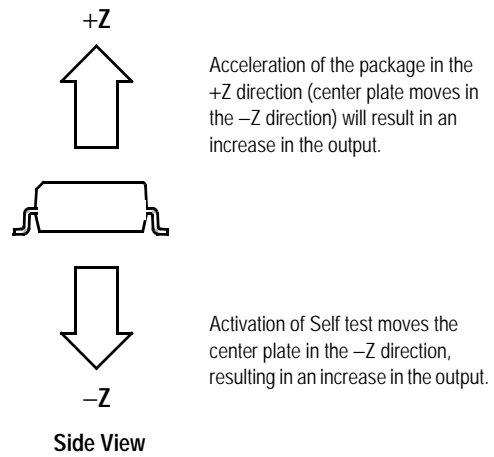 +Z
Acceleration of the package in the
+Z direction (center plate moves in
the –Z direction) will result in an
increase in the output.
Activation of Self test moves the
center plate in the –Z direction,
resulting in an increase in the output.
–Z
Side View